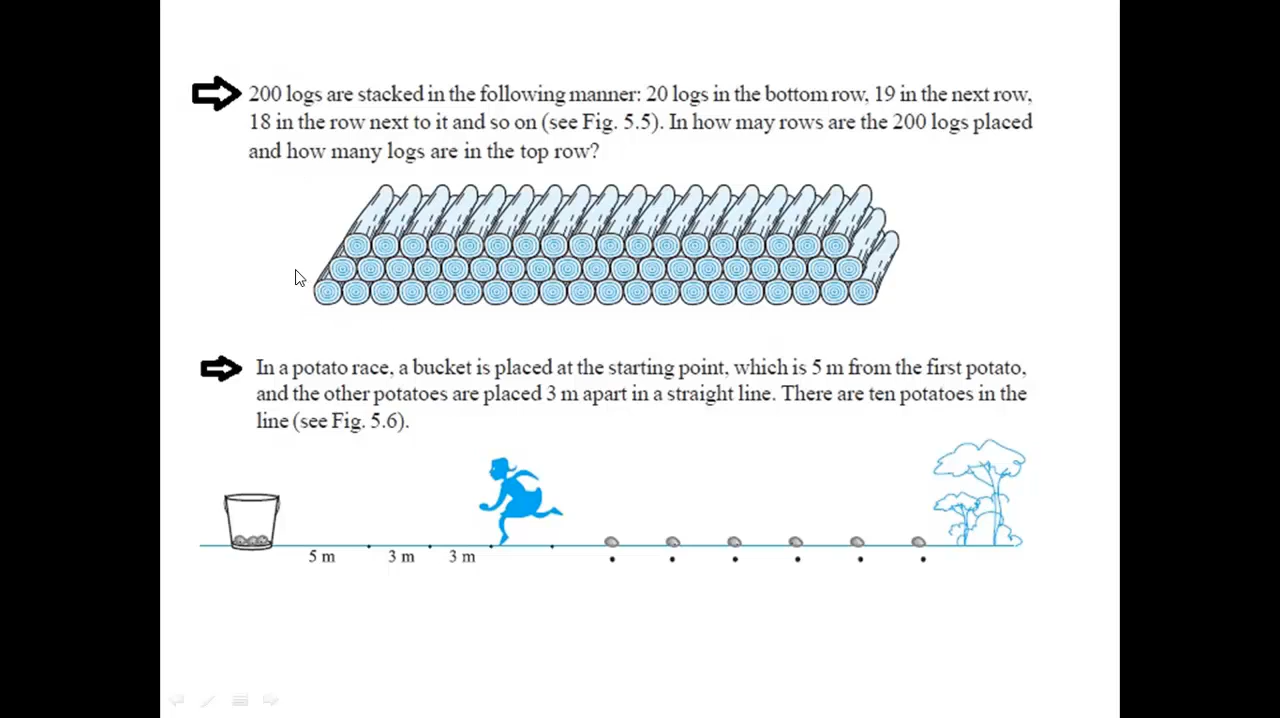 200 logs are stacked in the following manner: 20 logs in the bottom row, 19 in the next row,
18 in the row next to it and so on (see Fig. 5.5). In how may rows are the 200 logs placed
and how many logs are in the top row?
In a potato race, a bucket is placed at the starting point, which is 5 m from the first potato,
and the other potatoes are placed 3 m apart in a straight line. There are ten potatoes in the
line (see Fig. 5.6).
5 m 3 m 3 m